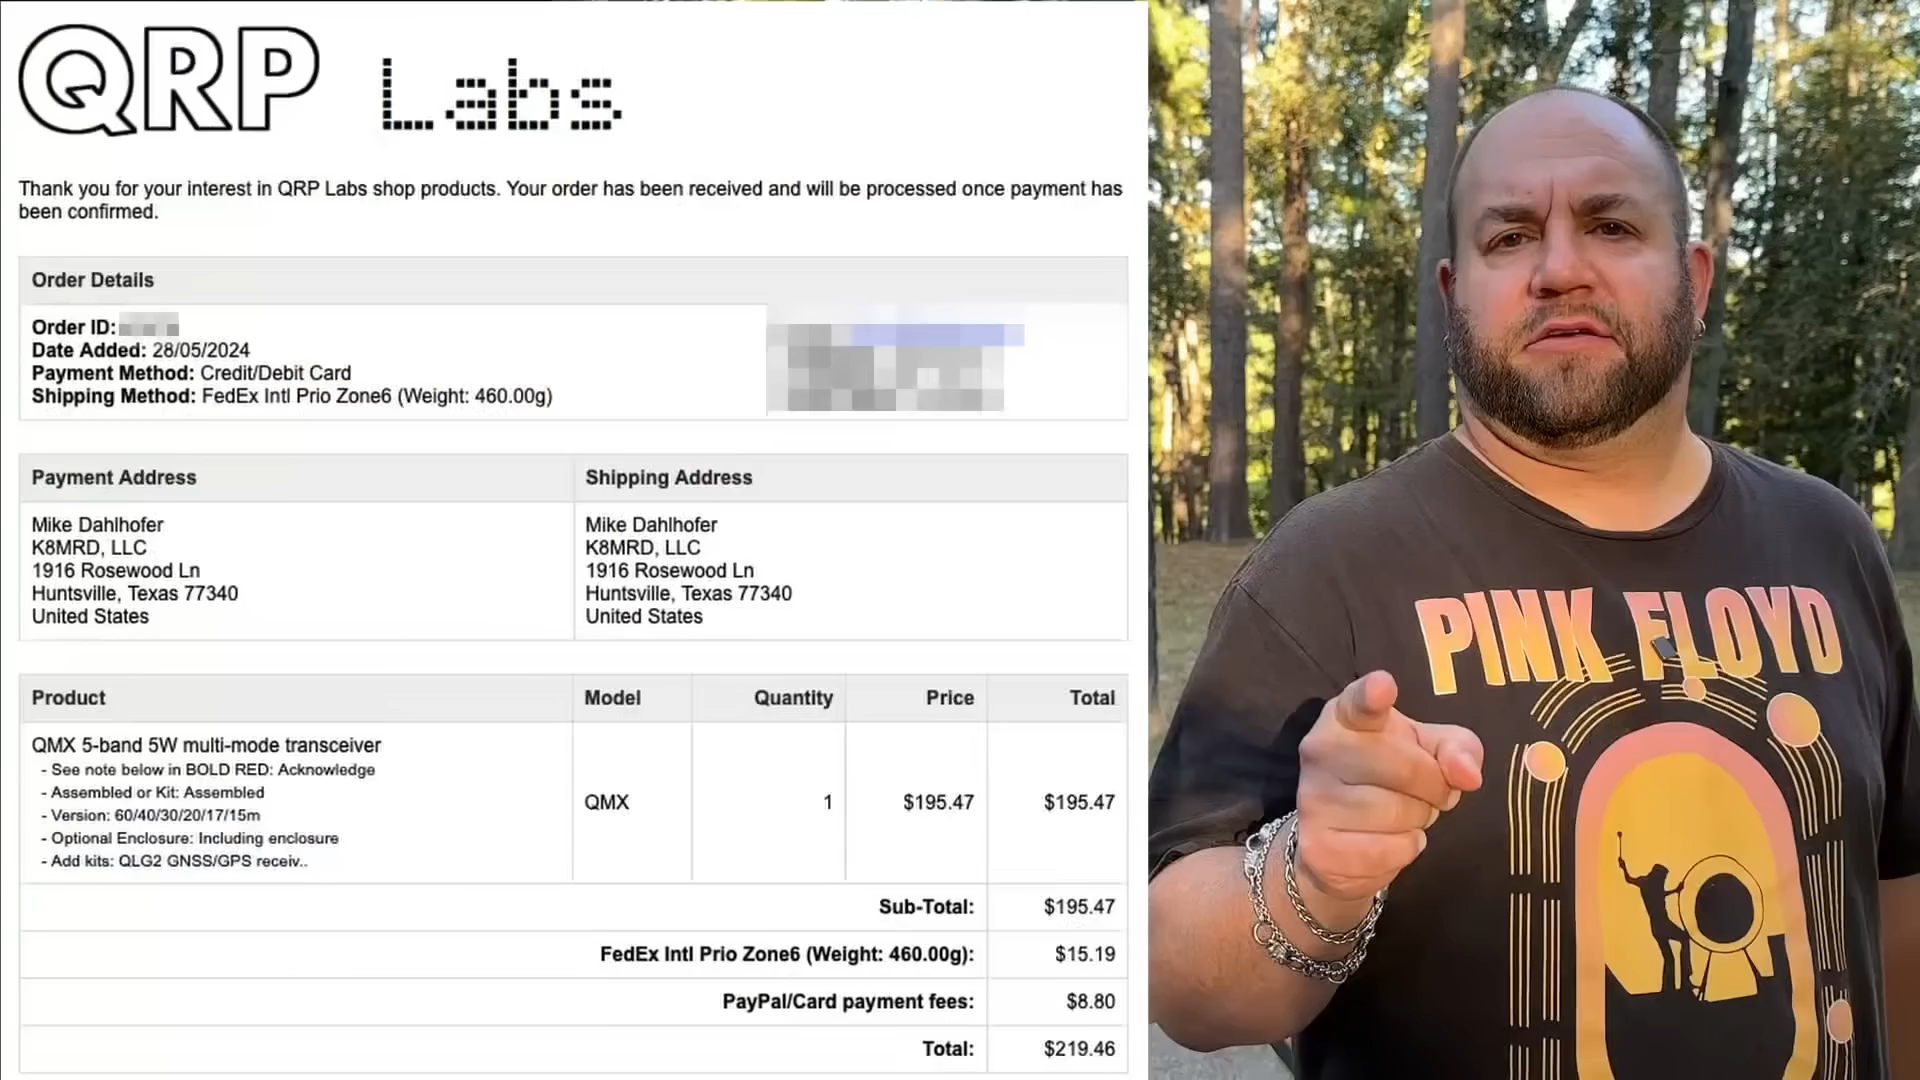 QRP Labs
Thank you for your interest in QRP Labs shop products. Your order has been received and will be processed once payment has
been confirmed.
Order Details
Order ID:
Date Added: 28/05/2024
Payment Method: Credit/Debit Card
Shipping Method: FedEx Intl Prio Zone6 (Weight: 460.00g)
Payment Address
Mike Dahlhofer
K8MRD, LLC
1916 Rosewood Ln
Huntsville, Texas 77340
United States
Shipping Address
Mike Dahlhofer
K8MRD, LLC
1916 Rosewood Ln
Huntsville, Texas 77340
United States
Product Model Quantity Price Total
QMX 5-band 5W multi-mode transceiver
- See note below in BOLD RED: Acknowledge
- Assembled or Kit: Assembled
- Version: 60/40/30/20/17/15m
- Optional Enclosure: Including enclosure
- Add kits: QLG2 GNSS/GPS receiv..
QMX 1 $195.47 $195.47
Sub-Total: $195.47
FedEx Intl Prio Zone6 (Weight: 460.00g): $15.19
PayPal/Card payment fees: $8.80
Total: $219.46
PINK FLOYD